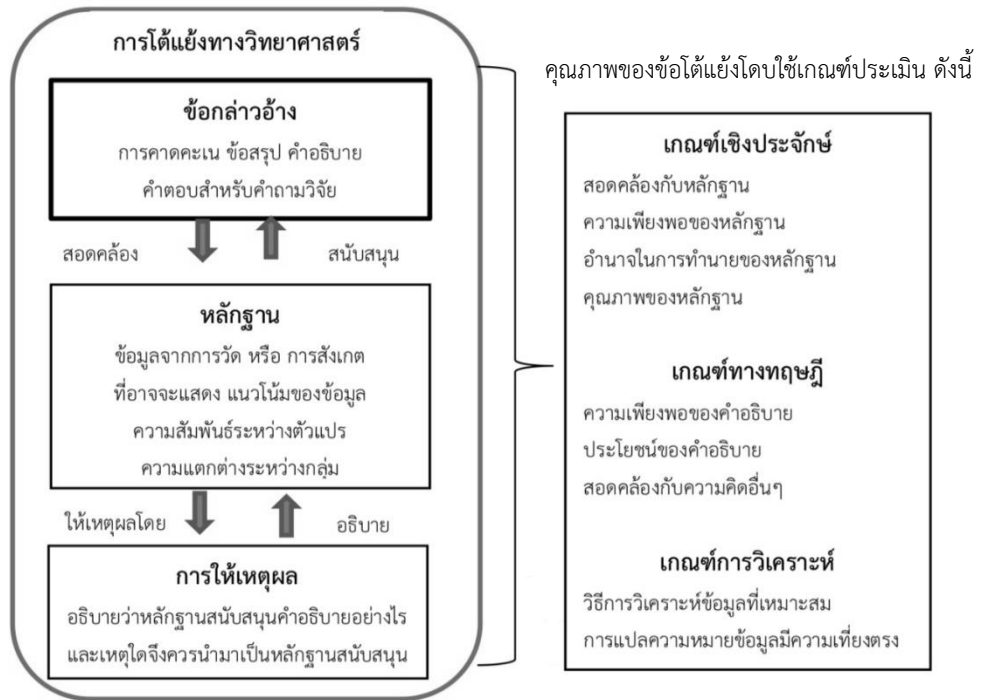 การโต้แย้งทางวิทยาศาสตร์
ข้อกล่าวอ้าง
การคาดคะเน ข้อสรุป คำอธิบาย
คำตอบสำหรับคำถามวิจัย
สอดคล้อง
สนับสนุน
หลักฐาน
ข้อมูลจากการวัด หรือ การสังเกต
ที่อาจจะแสดง แนวโน้มของข้อมูล
ความสัมพันธ์ระหว่างตัวแปร
ความแตกต่างระหว่างกลุ่ม
ให้เหตุผลโดย
อธิบาย
การให้เหตุผล
อธิบายว่าหลักฐานสนับสนุนคำอธิบายอย่างไร
และเหตุใดจึงควรนำมาเป็นหลักฐานสนับสนุน
คุณภาพของข้อโต้แย้งโดบใช้เกณฑ์ประเมิน ดังนี้
เกณฑ์เชิงประจักษ์
สอดคล้องกับหลักฐาน
ความเพียงพอของหลักฐาน
อำนาจในการทำนายของหลักฐาน
คุณภาพของหลักฐาน
เกณฑ์ทางทฤษฎี
ความเพียงพอของคำอธิบาย
ประโยชน์ของคำอธิบาย
สอดคล้องกับความคิดอื่นๆ
เกณฑ์การวิเคราะห์
วิธีการวิเคราะห์ข้อมูลที่เหมาะสม
การแปลความหมายข้อมูลมีความเที่ยงตรง